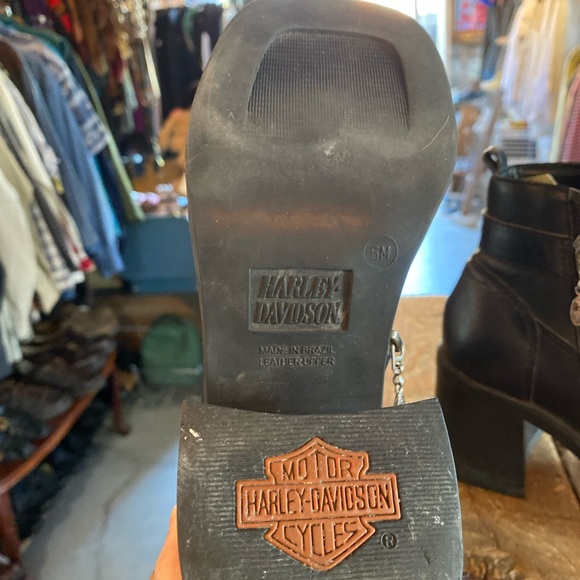 5M
HARLEY
DAVIDSON
MADE IN BRAZIL
LEATHER UPPER
MOTOR
HARLEY-DAVIDSON
CYCLES
®